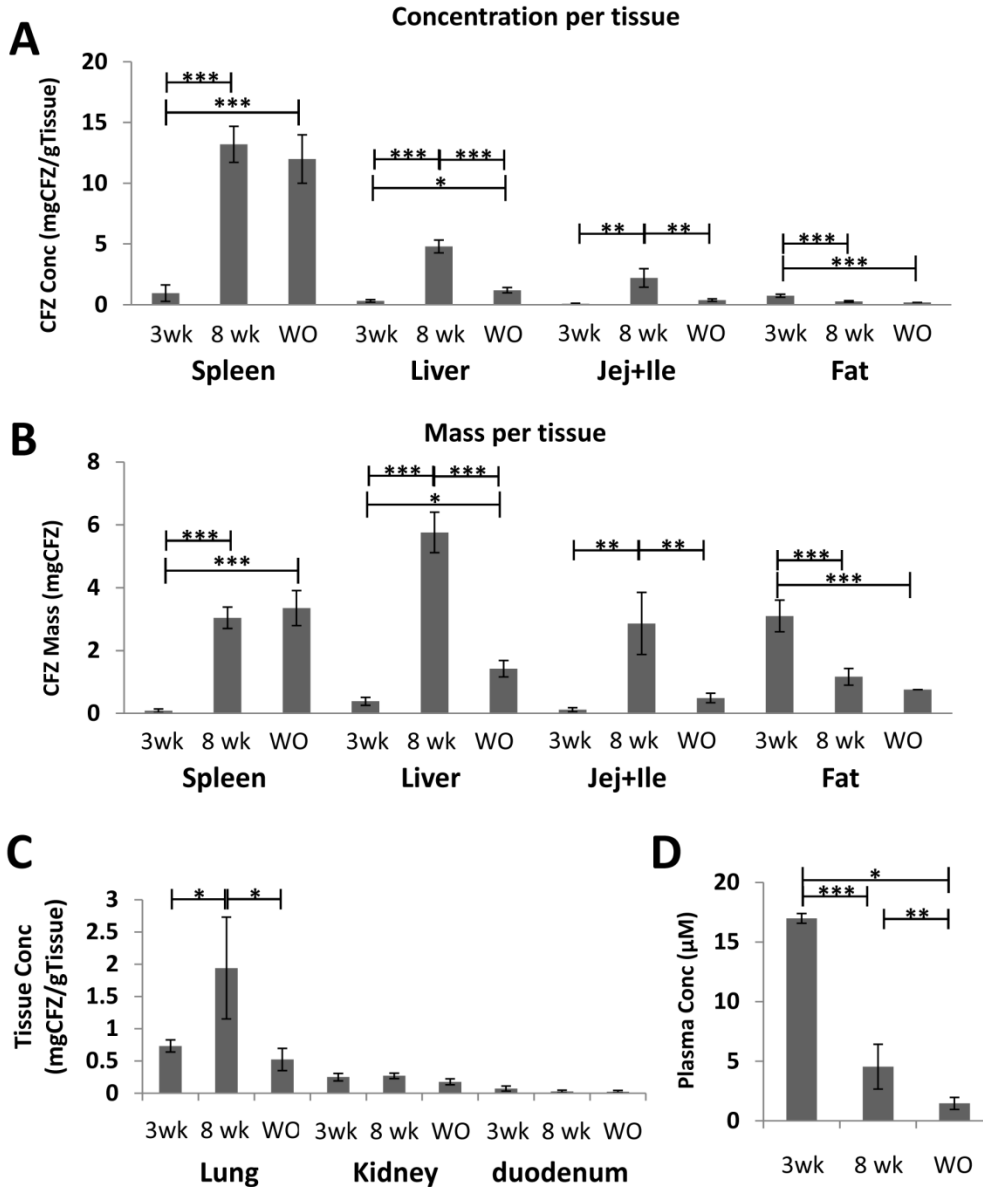 Concentration per tissue
A
CFZ Conc (mgCFZ/gTissue)
20
15
10
5
0
*** *** *** *** * ** ** *** ***
3wk 8 wk WO 3wk 8 wk WO 3wk 8 wk WO 3wk 8 wk WO
Spleen Liver Jej+Ile Fat
B
Mass per tissue
CFZ Mass (mgCFZ)
8
6
4
2
0
*** *** *** *** * ** ** *** ***
3wk 8 wk WO 3wk 8 wk WO 3wk 8 wk WO 3wk 8 wk WO
Spleen Liver Jej+Ile Fat
C
Tissue Conc
(mgCFZ/gTissue)
3
2.5
2
1.5
1
0.5
0
* *
3wk 8 wk WO 3wk 8 wk WO 3wk 8 wk WO
Lung Kidney duodenum
D
Plasma Conc (µM)
20
15
10
5
0
*
*** **
3wk 8 wk WO